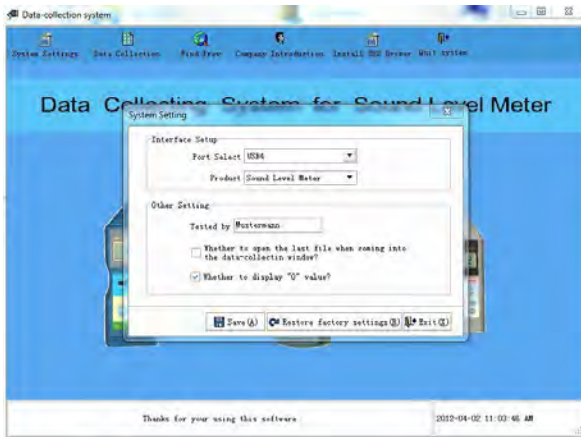 Data-collection system
System Settings Data Collection Find Free Company Introduction Install USB Driver Quit system
Data Collecting System for Sound Level Meter
System Setting
Interface Setup
Port Select USB4
Product Sound Level Meter
Other Setting
Tested by Mustermann
Whether to open the last file when coming into
the data-collectin window?
Whether to display "0" value?
Save(A) Restore factory settings(B) Exit(Z)
Thanks for your using this software
2012-04-02 11:03:46 AM